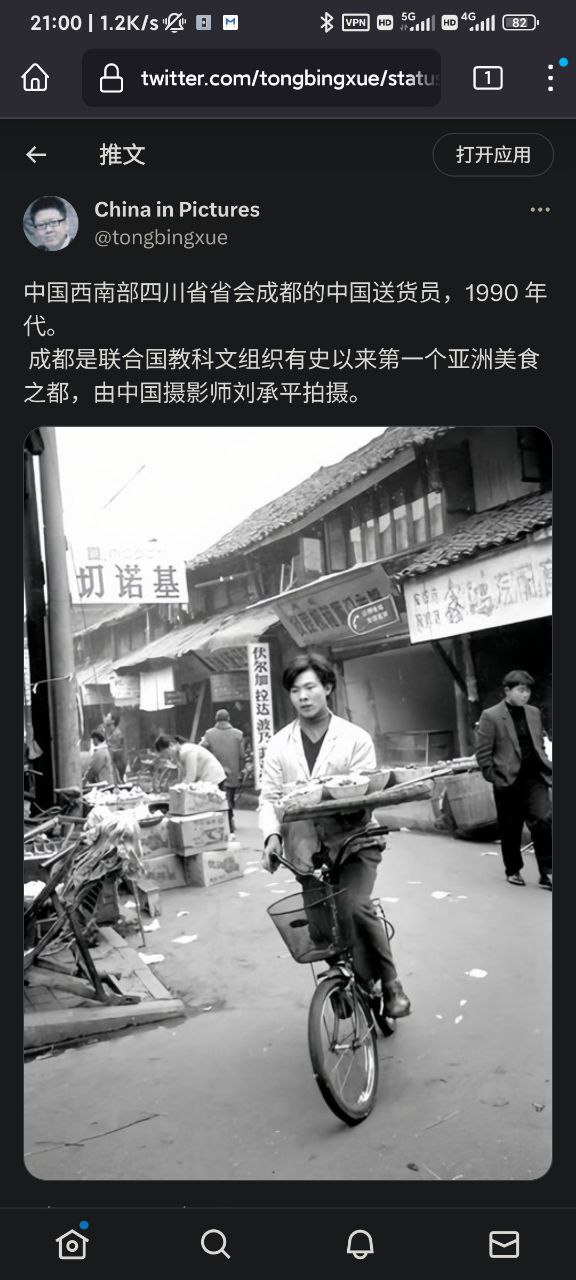 21:00 | 1.2K/s
VPN HD 5G HD 4G 82
twitter.com/tongbingxue/statu
1
推文
打开应用
China in Pictures
@tongbingxue
中国西南部四川省省会成都的中国送货员，1990 年
代。
成都是联合国教科文组织有史以来第一个亚洲美食
之都，由中国摄影师刘承平拍摄。
切诺基
伏尔加拉达波